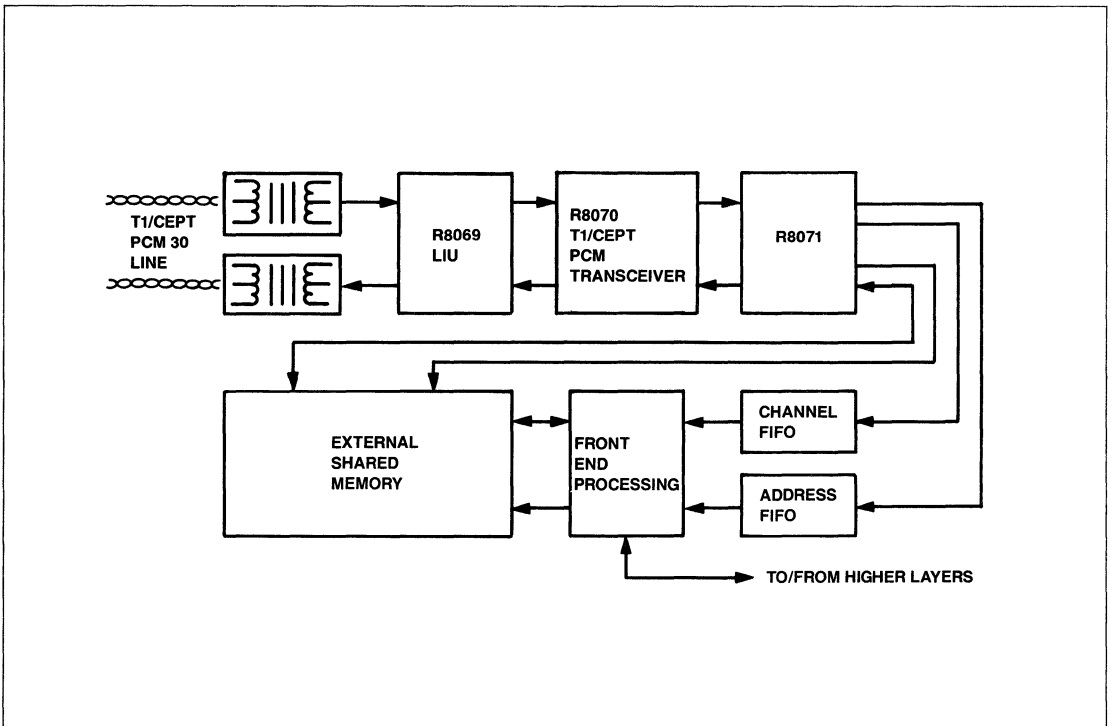 T1/CEPT
PCM 30
LINE
R8069
LIU
R8070
T1/CEPT
PCM
TRANSCEIVER
R8071
EXTERNAL
SHARED
MEMORY
FRONT
END
PROCESSING
CHANNEL
FIFO
ADDRESS
FIFO
TO/FROM HIGHER LAYERS